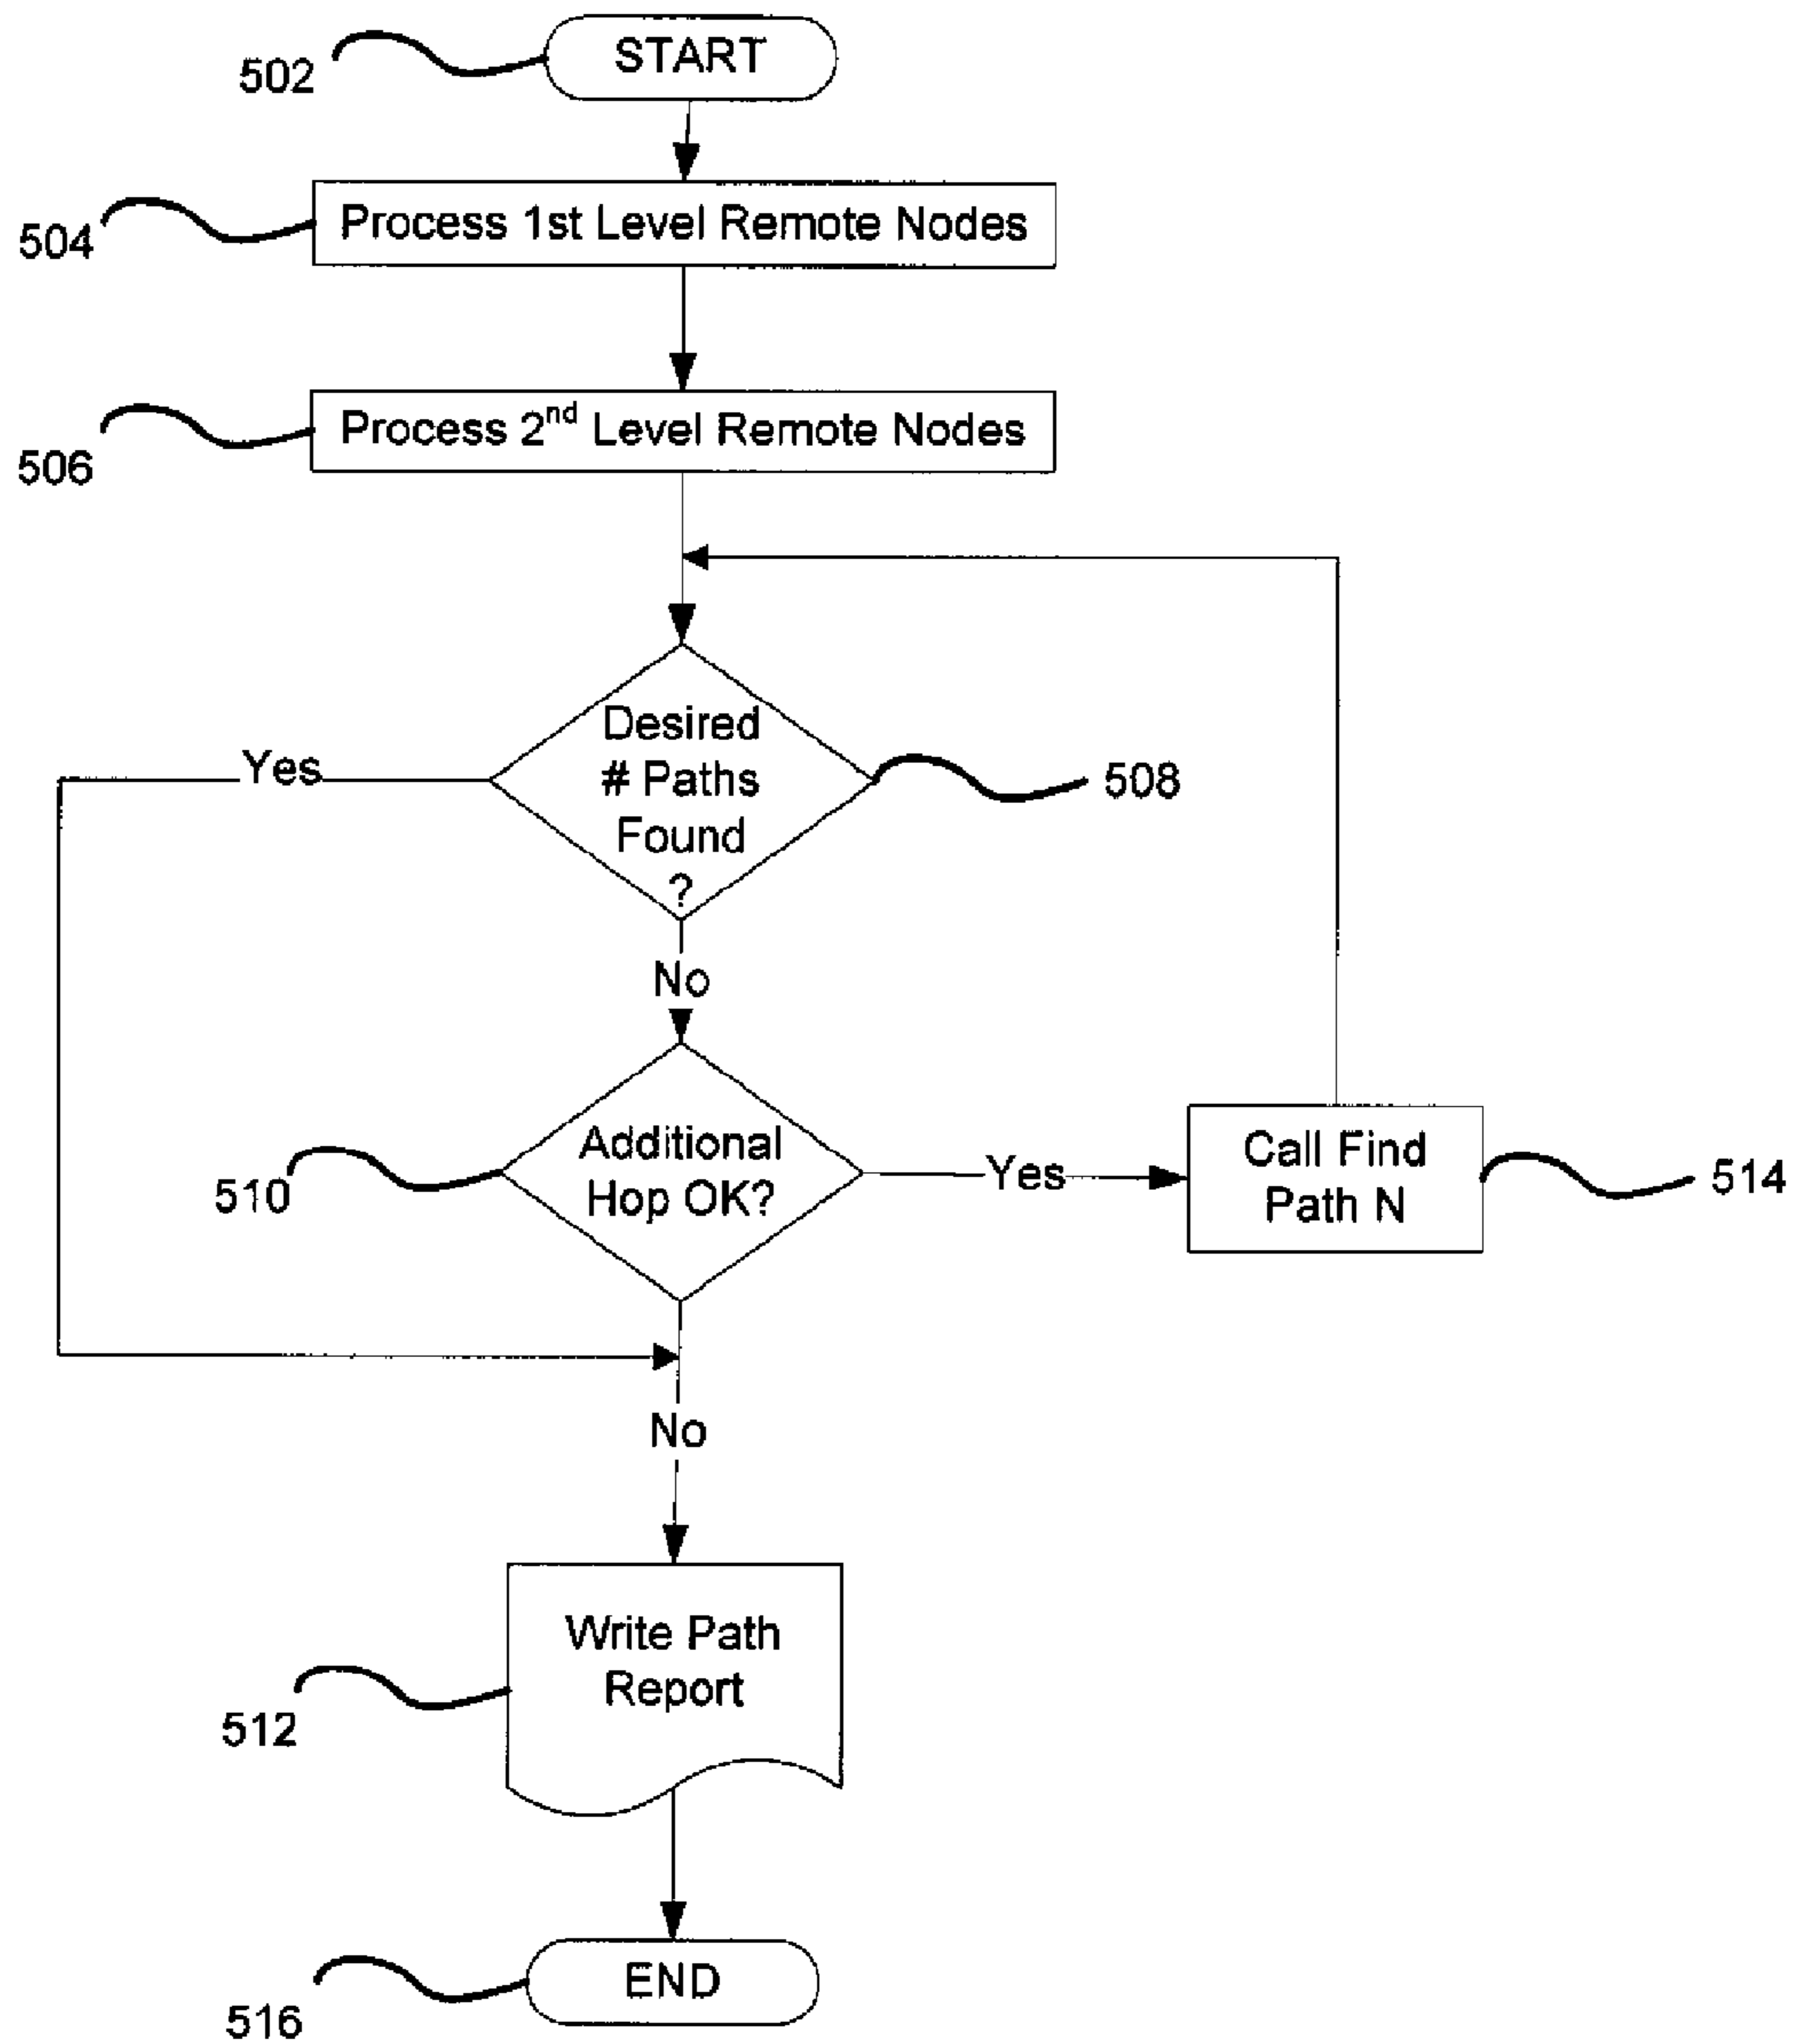 START
502
Process 1st Level Remote Nodes
504
Process 2nd Level Remote Nodes
506
Desired
# Paths
Found
?
Yes
508
No
Additional
Hop OK?
Yes
Call Find
Path N
514
510
No
Write Path
Report
512
END
516